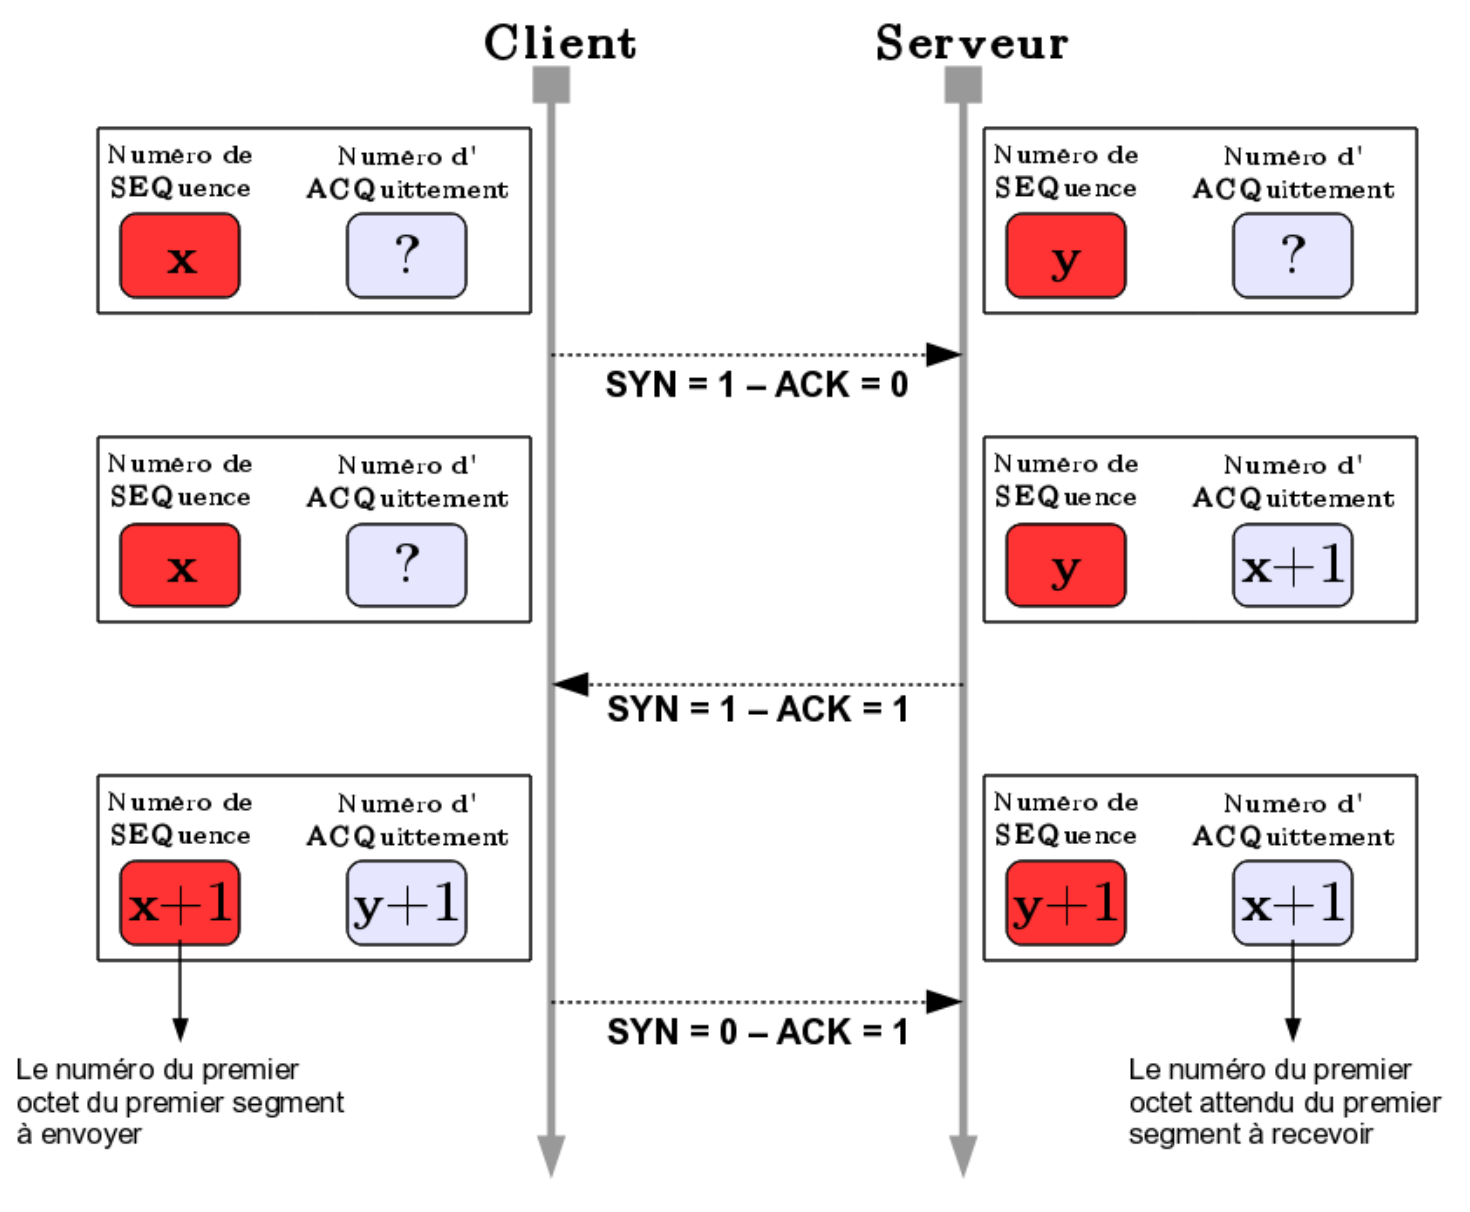 Client
Serveur
Numéro de
SEQuence
Numéro d'
ACQuittement
x
?
Numéro de
SEQuence
Numéro d'
ACQuittement
y
?
SYN = 1 – ACK = 0
Numéro de
SEQuence
Numéro d'
ACQuittement
x
?
Numéro de
SEQuence
Numéro d'
ACQuittement
y
x+1
SYN = 1 – ACK = 1
Numéro de
SEQuence
Numéro d'
ACQuittement
x+1
y+1
Numéro de
SEQuence
Numéro d'
ACQuittement
y+1
x+1
SYN = 0 – ACK = 1
Le numéro du premier
octet du premier segment
à envoyer
Le numéro du premier
octet attendu du premier
segment à recevoir